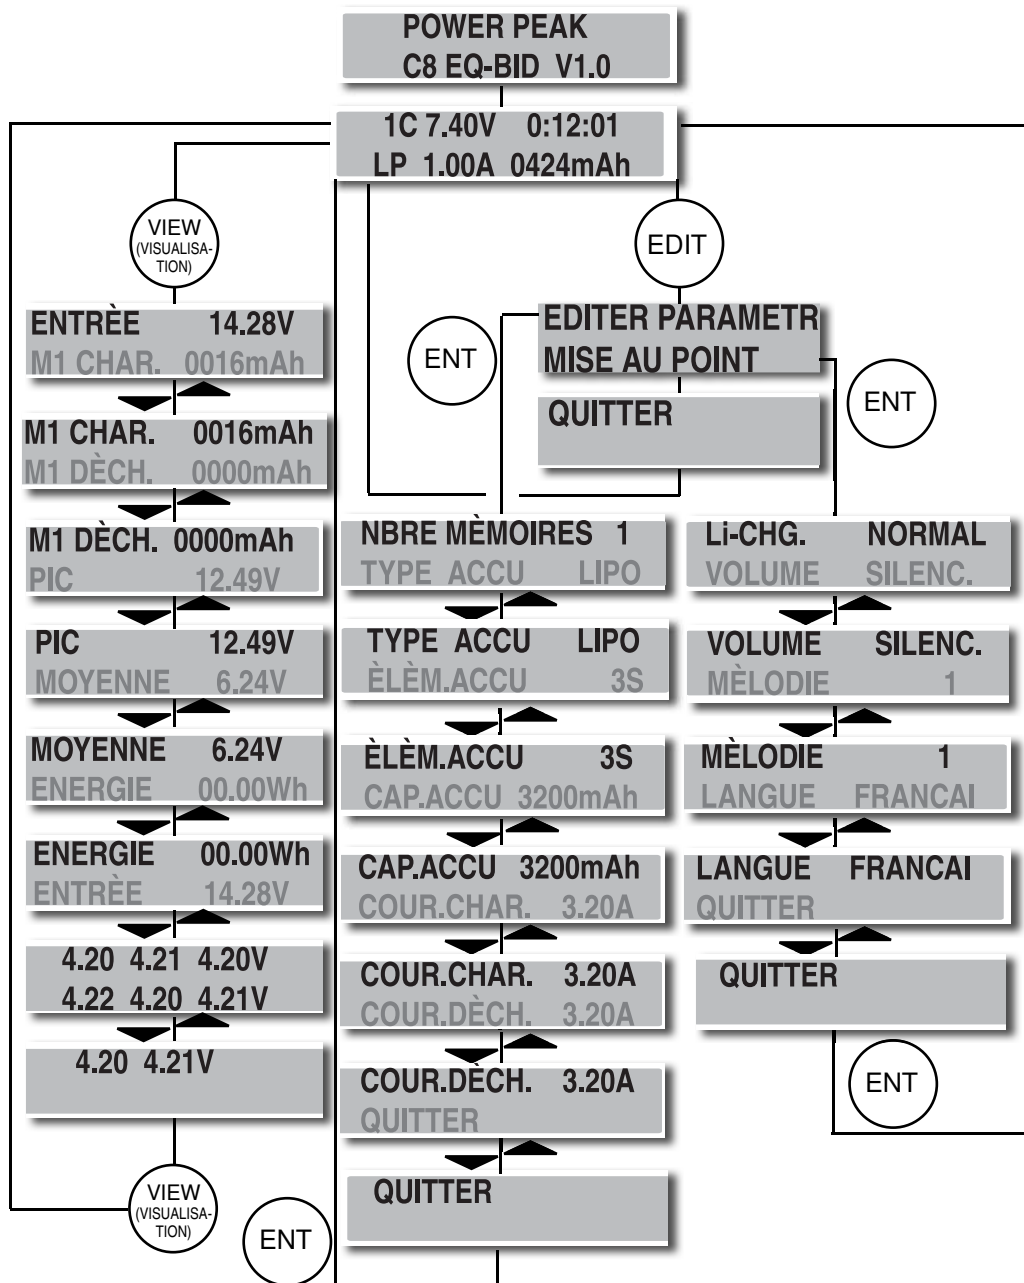 POWER PEAK
C8 EQ-BID V1.0
1C 7.40V 0:12:01
LP 1.00A 0424mAh
VIEW
(VISUALISA-
TION)
ENTRÈE 14.28V
M1 CHAR. 0016mAh
M1 CHAR. 0016mAh
M1 DÈCH. 0000mAh
M1 DÈCH. 0000mAh
PIC 12.49V
PIC 12.49V
MOYENNE 6.24V
MOYENNE 6.24V
ENERGIE 00.00Wh
ENERGIE 00.00Wh
ENTRÈE 14.28V
4.20 4.21 4.20V
4.22 4.20 4.21V
4.20 4.21V
VIEW
(VISUALISA-
TION)
EDIT
EDITER PARAMETR
MISE AU POINT
QUITTER
ENT
NBRE MÈMOIRES 1
TYPE ACCU LIPO
TYPE ACCU LIPO
ÈLÈM.ACCU 3S
ÈLÈM.ACCU 3S
CAP.ACCU 3200mAh
CAP.ACCU 3200mAh
COUR.CHAR. 3.20A
COUR.CHAR. 3.20A
COUR.DÈCH. 3.20A
COUR.DÈCH. 3.20A
QUITTER
QUITTER
ENT
ENT
Li-CHG. NORMAL
VOLUME SILENC.
VOLUME SILENC.
MÈLODIE 1
MÈLODIE 1
LANGUE FRANCAI
LANGUE FRANCAI
QUITTER
QUITTER
ENT